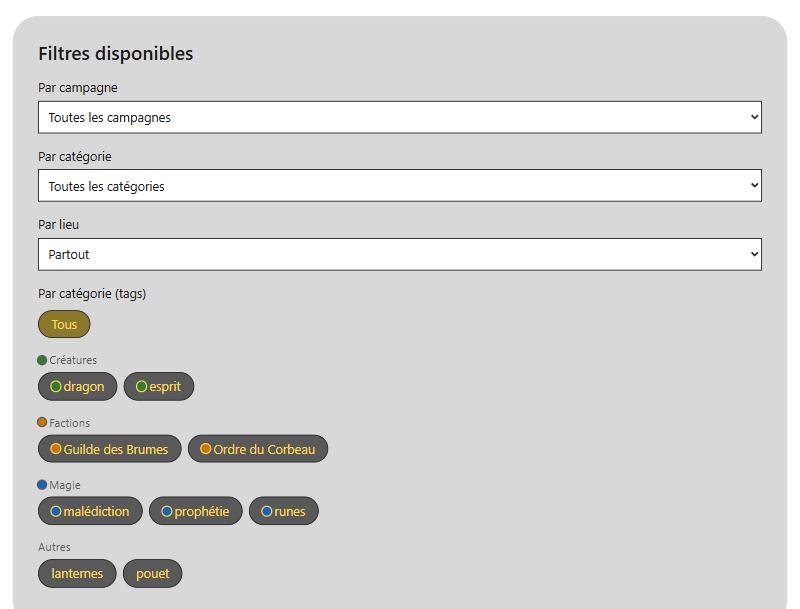 Filtres disponibles
Par campagne
Toutes les campagnes
Par catégorie
Toutes les catégories
Par lieu
Partout
Par catégorie (tags)
Tous
Créatures
dragon esprit
Factions
Guilde des Brumes Ordre du Corbeau
Magie
malédiction prophétie runes
Autres
lanternes pouet